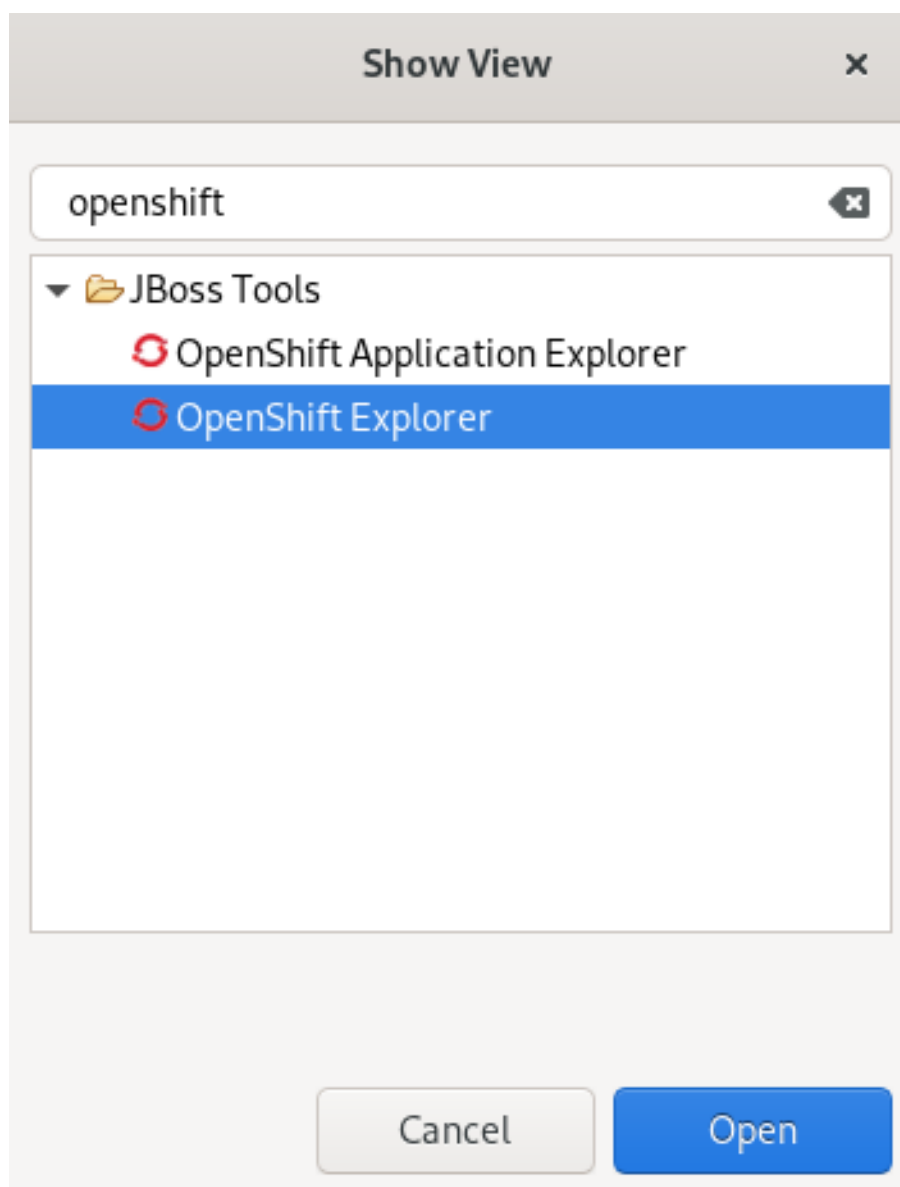 Show View
openshift
JBoss Tools
OpenShift Application Explorer
OpenShift Explorer
Cancel
Open